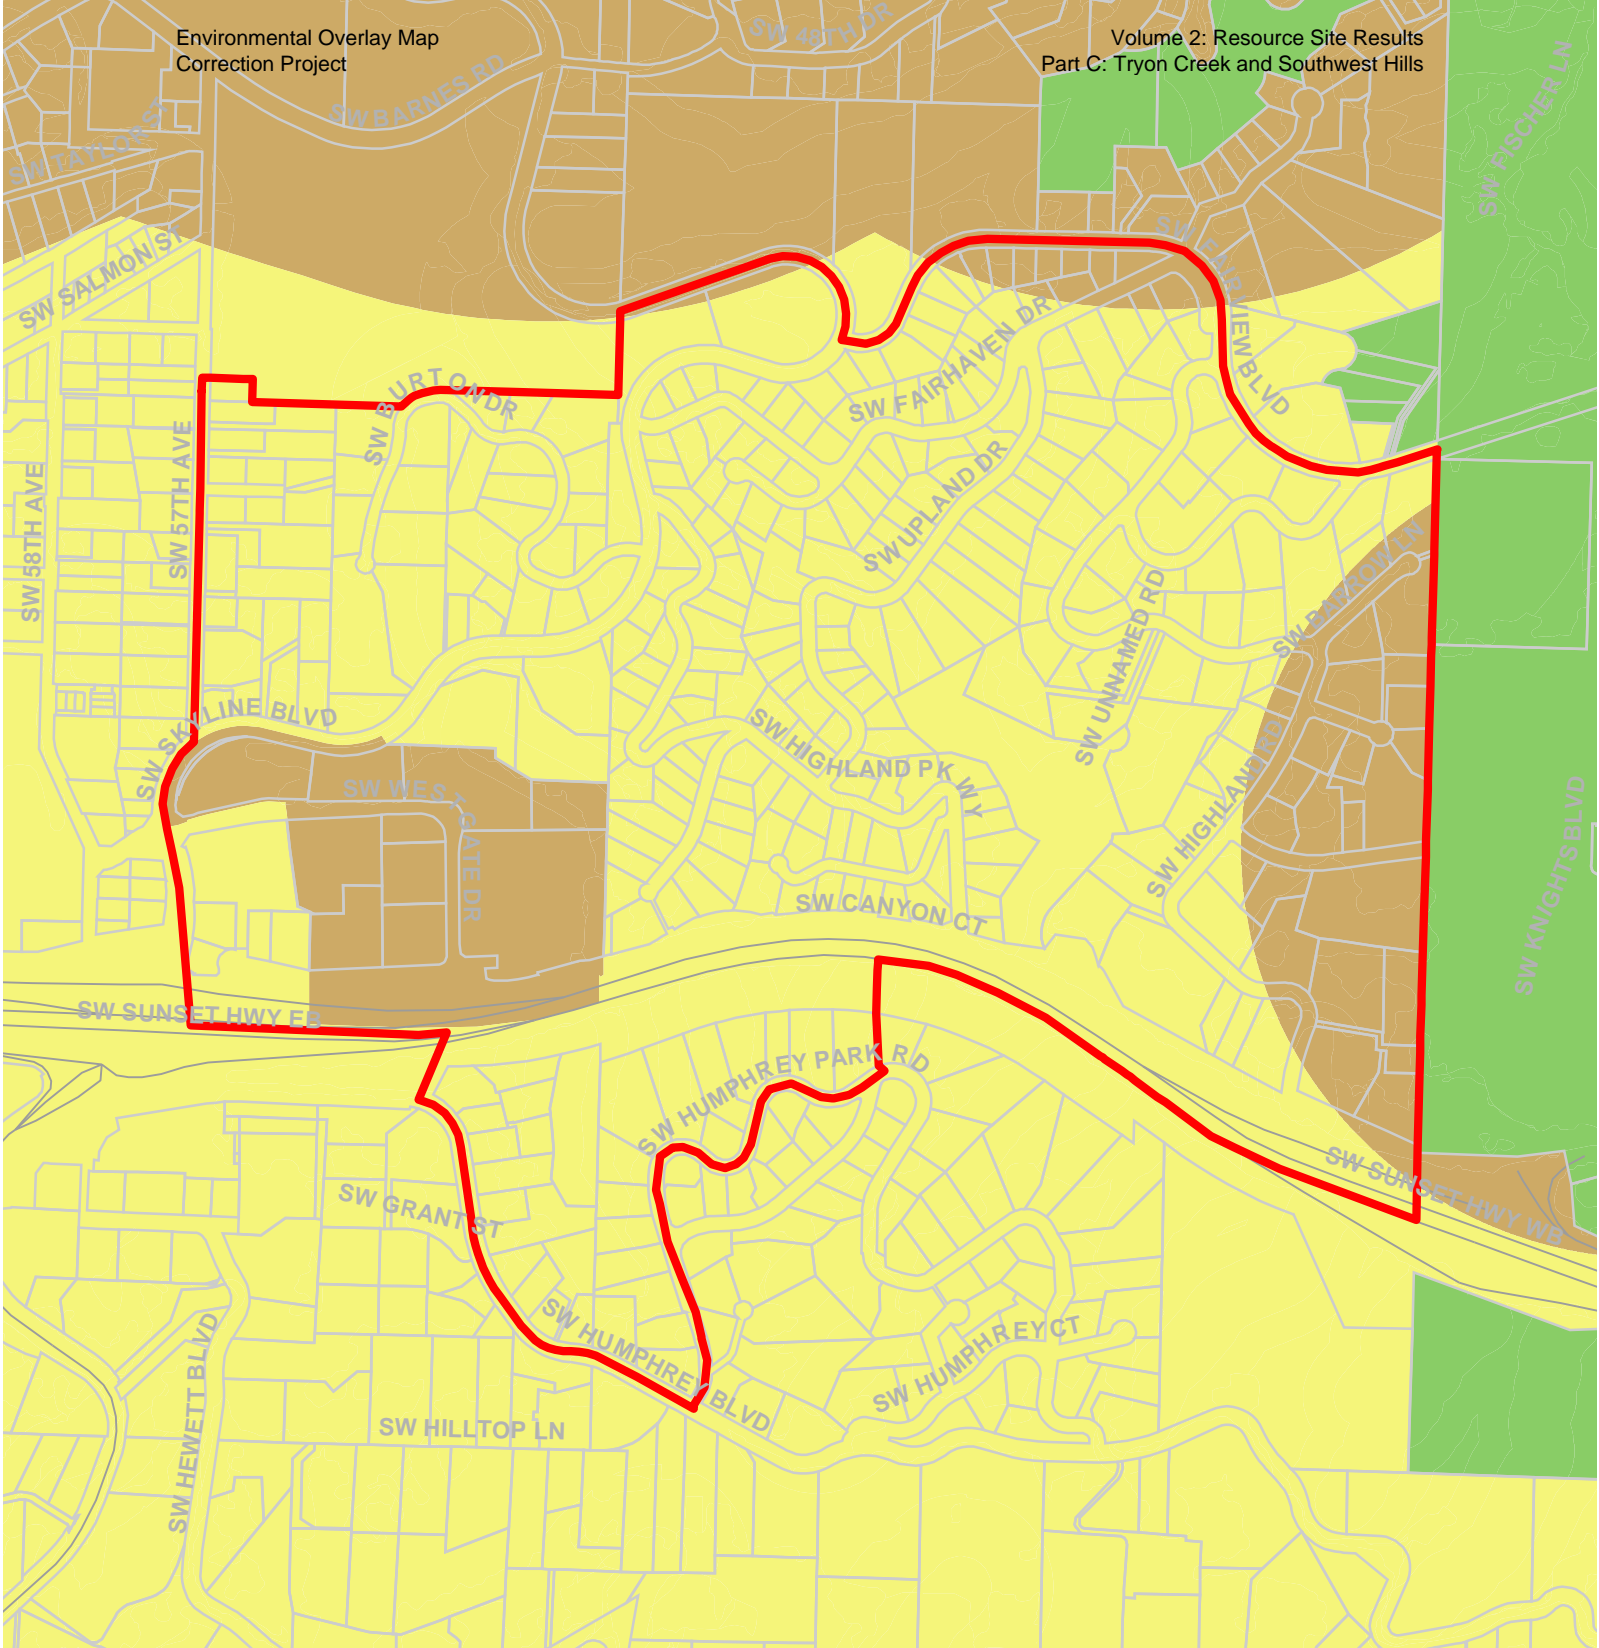 Environmental Overlay Map
Correction Project
Volume 2: Resource Site Results
Part C: Tryon Creek and Southwest Hills
SW 48TH DR
SW BARNES RD
SW TAYLOR ST
SW FISCHER LN
SW SALMON ST
SW FAIRVIEW BLVD
SW FAIRHAVEN DR
SW BURTON DR
SW 58TH AVE
SW 57TH AVE
SW UPLAND DR
SW BARROW LN
SW UNNAMED RD
SW SKYLINE BLVD
SW HIGHLAND PKWY
SW HIGHLAND RD
SW WESTGATE DR
SW KNIGHTS BLVD
SW CANYON CT
SW SUNSET HWY EB
SW HUMPHREY PARK RD
SW SUNSET HWY WB
SW GRANT ST
SW HUMPHREY BLVD
SW HUMPHREY CT
SW HEWETT BLVD
SW HILLTOP LN